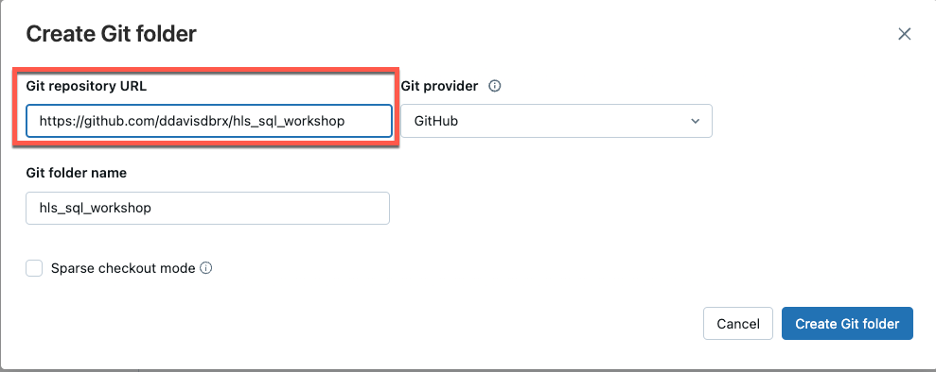 Create Git folder
Git repository URL
Git provider
https://github.com/ddavisdbrx/hls_sql_workshop
GitHub
Git folder name
hls_sql_workshop
Sparse checkout mode
Cancel
Create Git folder